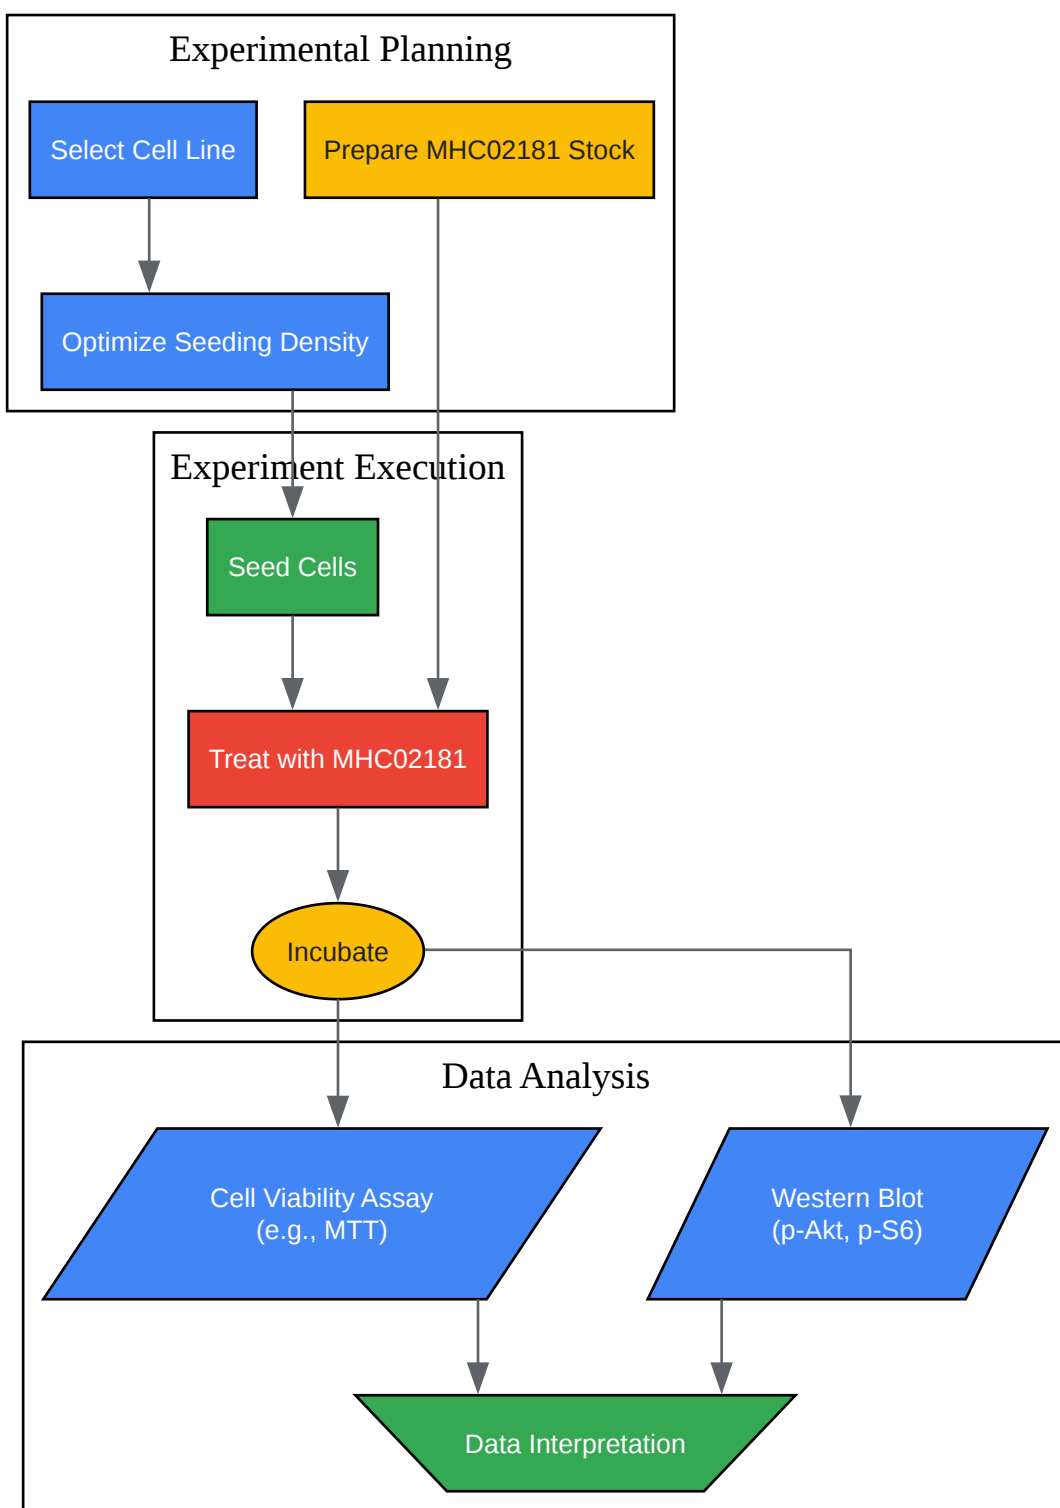 Experimental Planning
Select Cell Line
Prepare MHC02181 Stock
Optimize Seeding Density
Experiment Execution
Seed Cells
Treat with MHC02181
Incubate
Data Analysis
Cell Viability Assay
(e.g., MTT)
Western Blot
(p-Akt, p-S6)
Data Interpretation